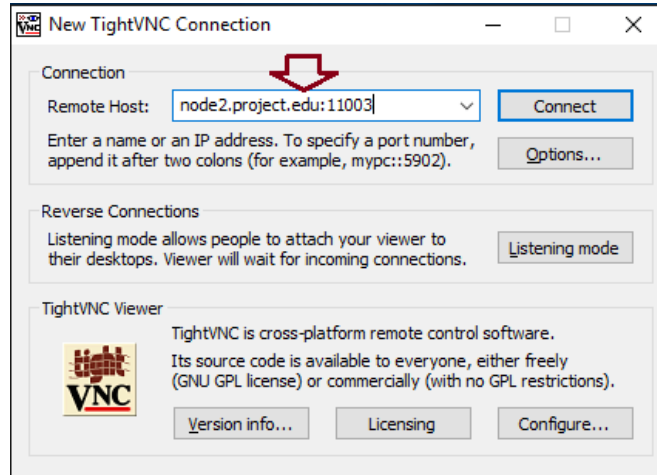 New TightVNC Connection
Connection
Remote Host:
node2.project.edu:11003
Connect
Enter a name or an IP address. To specify a port number,
append it after two colons (for example, mypc::5902).
Options...
Reverse Connections
Listening mode allows people to attach your viewer to
their desktops. Viewer will wait for incoming connections.
Listening mode
TightVNC Viewer
tight
VNC
TightVNC is cross-platform remote control software.
Its source code is available to everyone, either freely
(GNU GPL license) or commercially (with no GPL restrictions).
Version info...
Licensing
Configure...